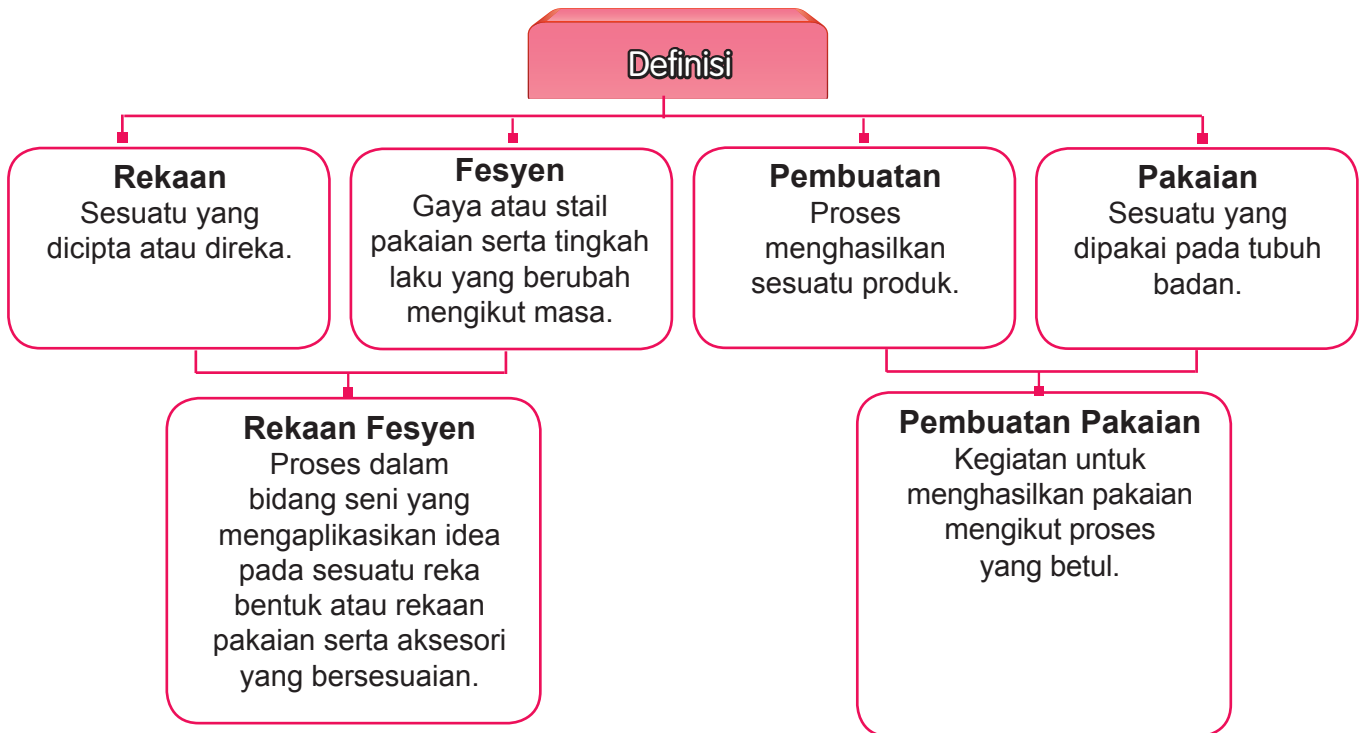 Definisi
Rekaan
Sesuatu yang
dicipta atau direka.
Fesyen
Gaya atau stail
pakaian serta tingkah
laku yang berubah
mengikut masa.
Pembuatan
Proses
menghasilkan
sesuatu produk.
Pakaian
Sesuatu yang
dipakai pada tubuh
badan.
Rekaan Fesyen
Proses dalam
bidang seni yang
mengaplikasikan idea
pada sesuatu reka
bentuk atau rekaan
pakaian serta aksesori
yang bersesuaian.
Pembuatan Pakaian
Kegiatan untuk
menghasilkan pakaian
mengikut proses
yang betul.